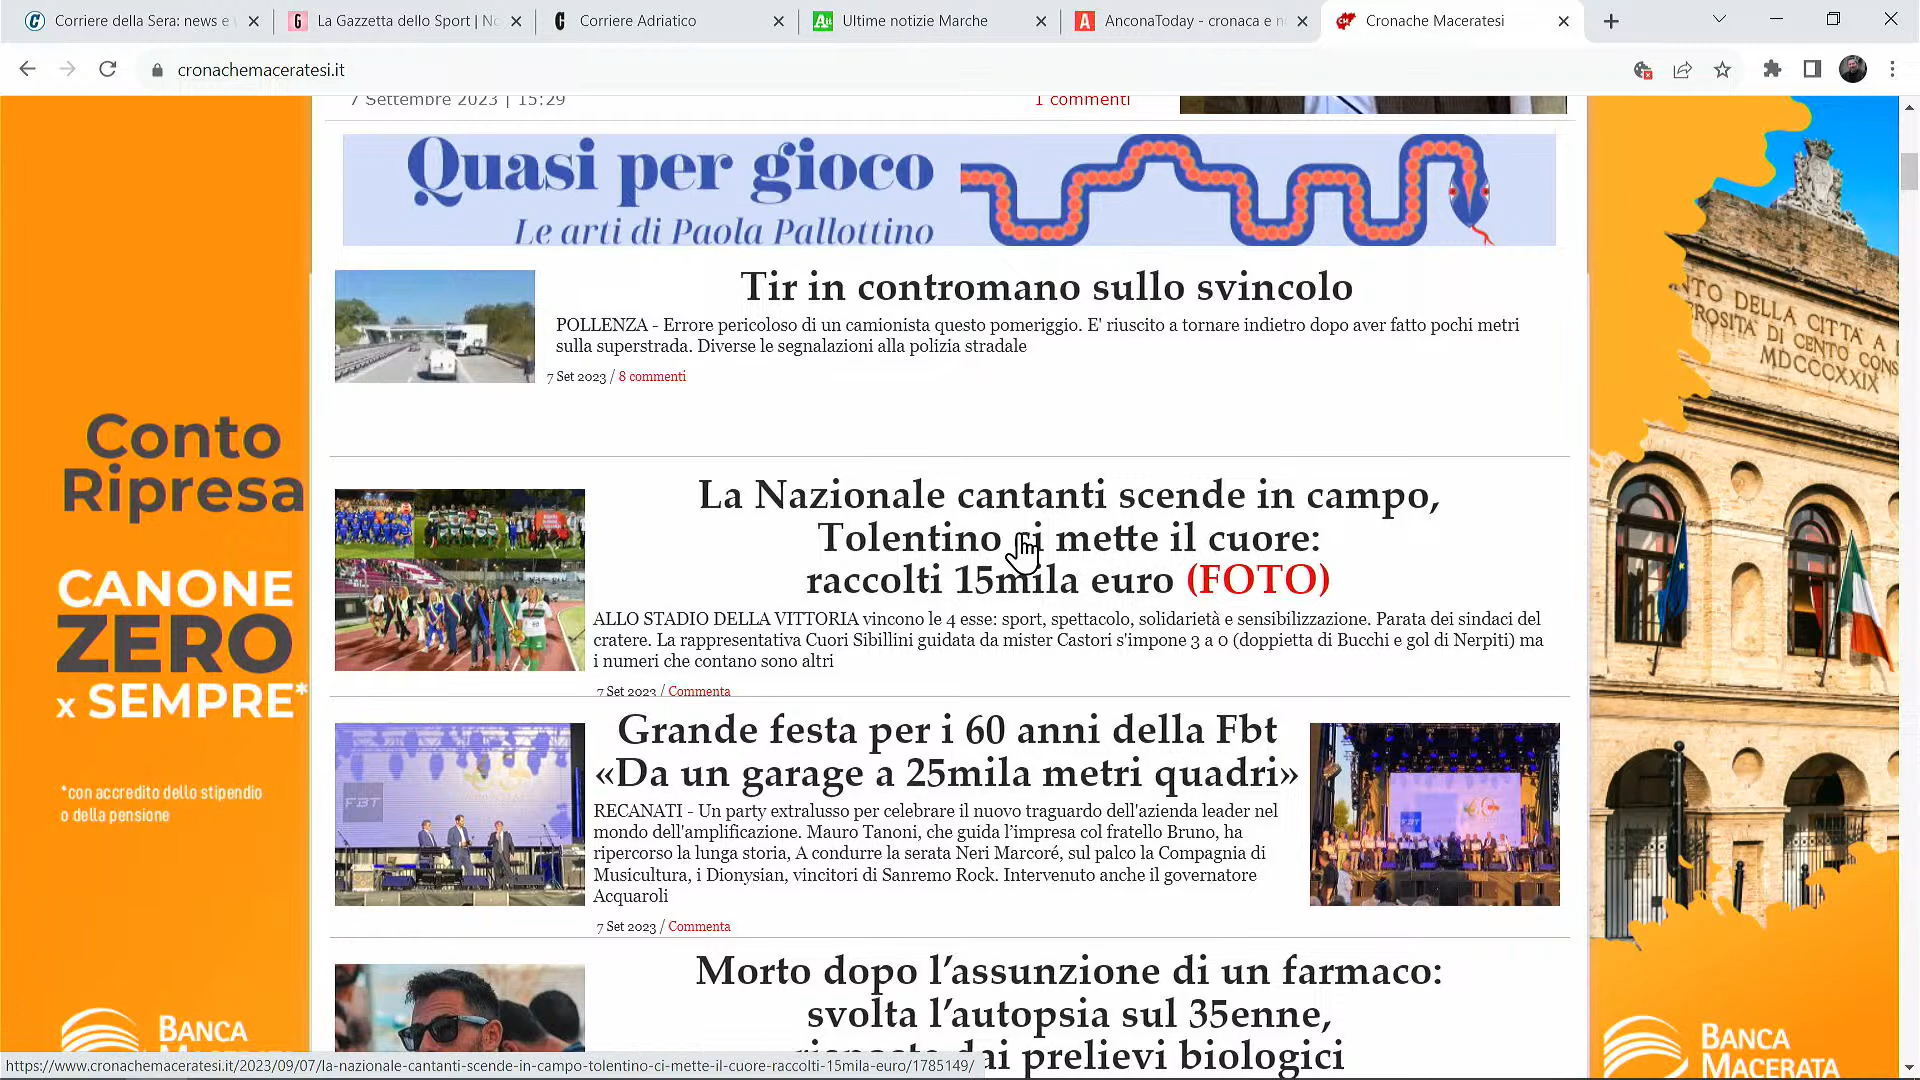 Corriere della Sera: news e
La Gazzetta dello Sport | No
Corriere Adriatico
Ultime notizie Marche
AnconaToday - cronaca e n
Cronache Maceratesi
cronachemaceratesi.it
7 Settembre 2023 | 15:29
1 commenti
Quasi per gioco
Le arti di Paola Pallottino
Tir in contromano sullo svincolo
POLLENZA - Errore pericoloso di un camionista questo pomeriggio. E' riuscito a tornare indietro dopo aver fatto pochi metri
sulla superstrada. Diverse le segnalazioni alla polizia stradale
7 Set 2023 / 8 commenti
La Nazionale cantanti scende in campo,
Tolentino ci mette il cuore:
raccolti 15mila euro (FOTO)
ALLO STADIO DELLA VITTORIA vincono le 4 esse: sport, spettacolo, solidarietà e sensibilizzazione. Parata dei sindaci del
cratere. La rappresentativa Cuori Sibillini guidata da mister Castori s'impone 3 a 0 (doppietta di Bucchi e gol di Nerpiti) ma
i numeri che contano sono altri
7 Set 2023 / Commenta
Grande festa per i 60 anni della Fbt
«Da un garage a 25mila metri quadri»
RECANATI - Un party extralusso per celebrare il nuovo traguardo dell'azienda leader nel
mondo dell'amplificazione. Mauro Tanoni, che guida l’impresa col fratello Bruno, ha
ripercorso la lunga storia, A condurre la serata Neri Marcoré, sul palco la Compagnia di
Musicultura, i Dionysian, vincitori di Sanremo Rock. Intervenuto anche il governatore
Acquaroli
7 Set 2023 / Commenta
FBT
FBT
Morto dopo l’assunzione di un farmaco:
svolta l’autopsia sul 35enne,
dai prelievi biologici
Conto
Ripresa
CANONE
ZERO
x SEMPRE*
*con accredito dello stipendio
o della pensione
BANCA
NTO DELLA CITTA A
EROSITA DI CENTO CONS
MDCCCXXIX
BANCA
MACERATA
https://www.cronachemaceratesi.it/2023/09/07/la-nazionale-cantanti-scende-in-campo-tolentino-ci-mette-il-cuore-raccolti-15mila-euro/1785149/